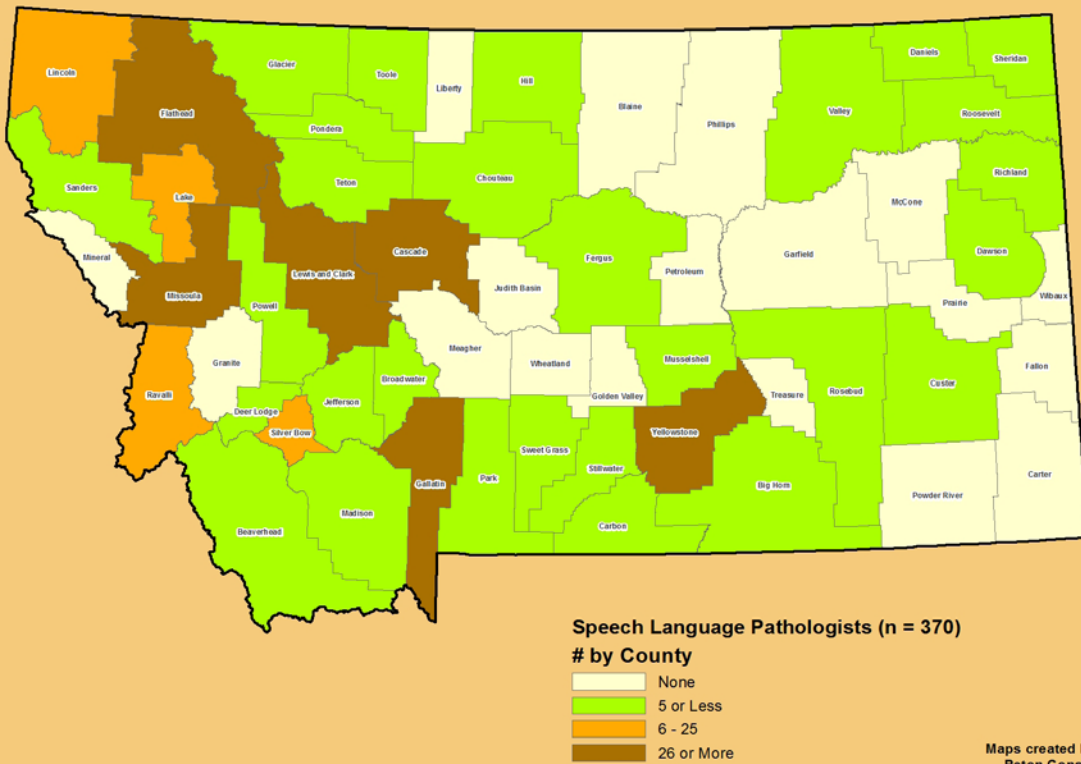 Lincoln
Flathead
Glacier
Toole
Liberty
Hill
Blaine
Phillips
Valley
Daniels
Sheridan
Roosevelt
Pondera
Sanders
Lake
Teton
Chouteau
McCone
Richland
Mineral
Missoula
Powell
Lewis and Clark
Cascade
Judith Basin
Fergus
Petroleum
Garfield
Dawson
Prairie
Wibaux
Ravalli
Granite
Deer Lodge
Silver Bow
Jefferson
Broadwater
Meagher
Wheatland
Golden Valley
Musselshell
Treasure
Rosebud
Custer
Fallon
Beaverhead
Madison
Gallatin
Park
Sweet Grass
Stillwater
Carbon
Yellowstone
Big Horn
Powder River
Carter
Speech Language Pathologists (n = 370)
# by County
None
5 or Less
6 - 25
26 or More
Maps created